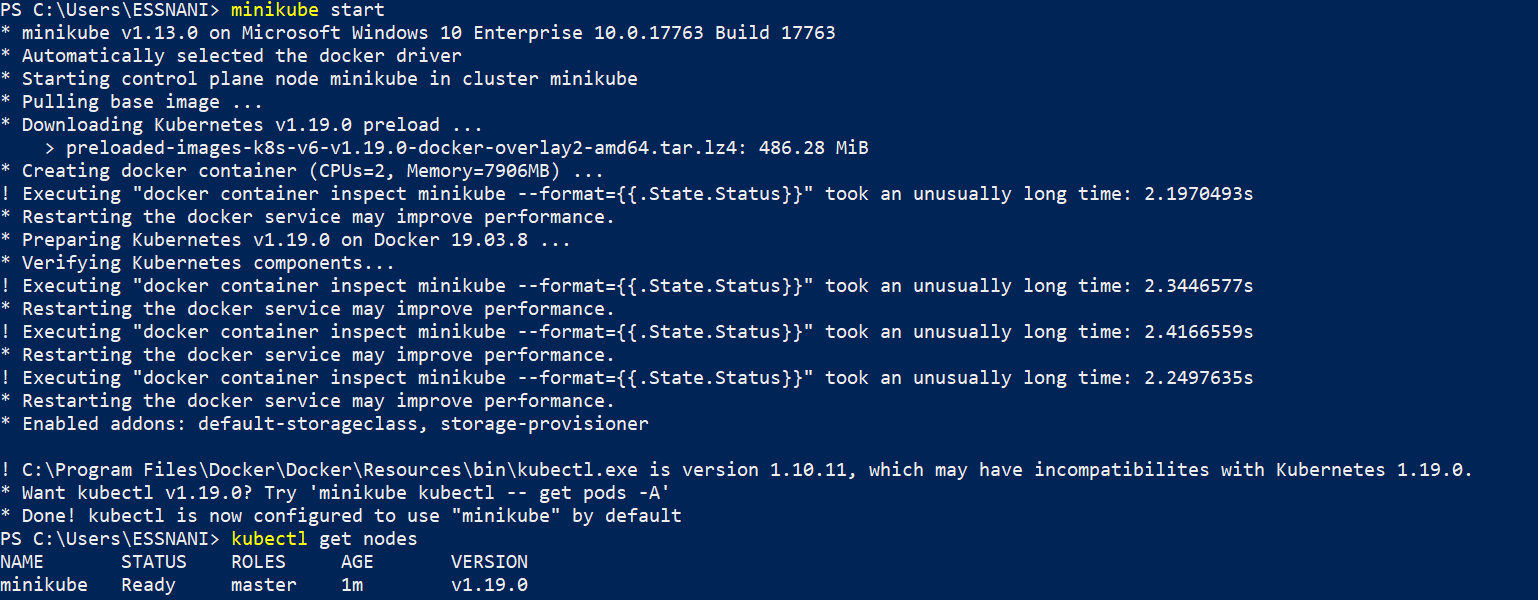 PS C:\Users\ESSNANI> minikube start
* minikube v1.13.0 on Microsoft Windows 10 Enterprise 10.0.17763 Build 17763
* Automatically selected the docker driver
* Starting control plane node minikube in cluster minikube
* Pulling base image ...
* Downloading Kubernetes v1.19.0 preload ...
    > preloaded-images-k8s-v6-v1.19.0-docker-overlay2-amd64.tar.lz4: 486.28 MiB
* Creating docker container (CPUs=2, Memory=7906MB) ...
! Executing "docker container inspect minikube --format={{.State.Status}}" took an unusually long time: 2.1970493s
* Restarting the docker service may improve performance.
* Preparing Kubernetes v1.19.0 on Docker 19.03.8 ...
* Verifying Kubernetes components...
! Executing "docker container inspect minikube --format={{.State.Status}}" took an unusually long time: 2.3446577s
* Restarting the docker service may improve performance.
! Executing "docker container inspect minikube --format={{.State.Status}}" took an unusually long time: 2.4166559s
* Restarting the docker service may improve performance.
! Executing "docker container inspect minikube --format={{.State.Status}}" took an unusually long time: 2.2497635s
* Restarting the docker service may improve performance.
* Enabled addons: default-storageclass, storage-provisioner
! C:\Program Files\Docker\Docker\Resources\bin\kubectl.exe is version 1.10.11, which may have incompatibilites with Kubernetes 1.19.0.
* Want kubectl v1.19.0? Try 'minikube kubectl -- get pods -A'
* Done! kubectl is now configured to use "minikube" by default
PS C:\Users\ESSNANI> kubectl get nodes
NAME       STATUS    ROLES     AGE       VERSION
minikube   Ready     master    1m        v1.19.0